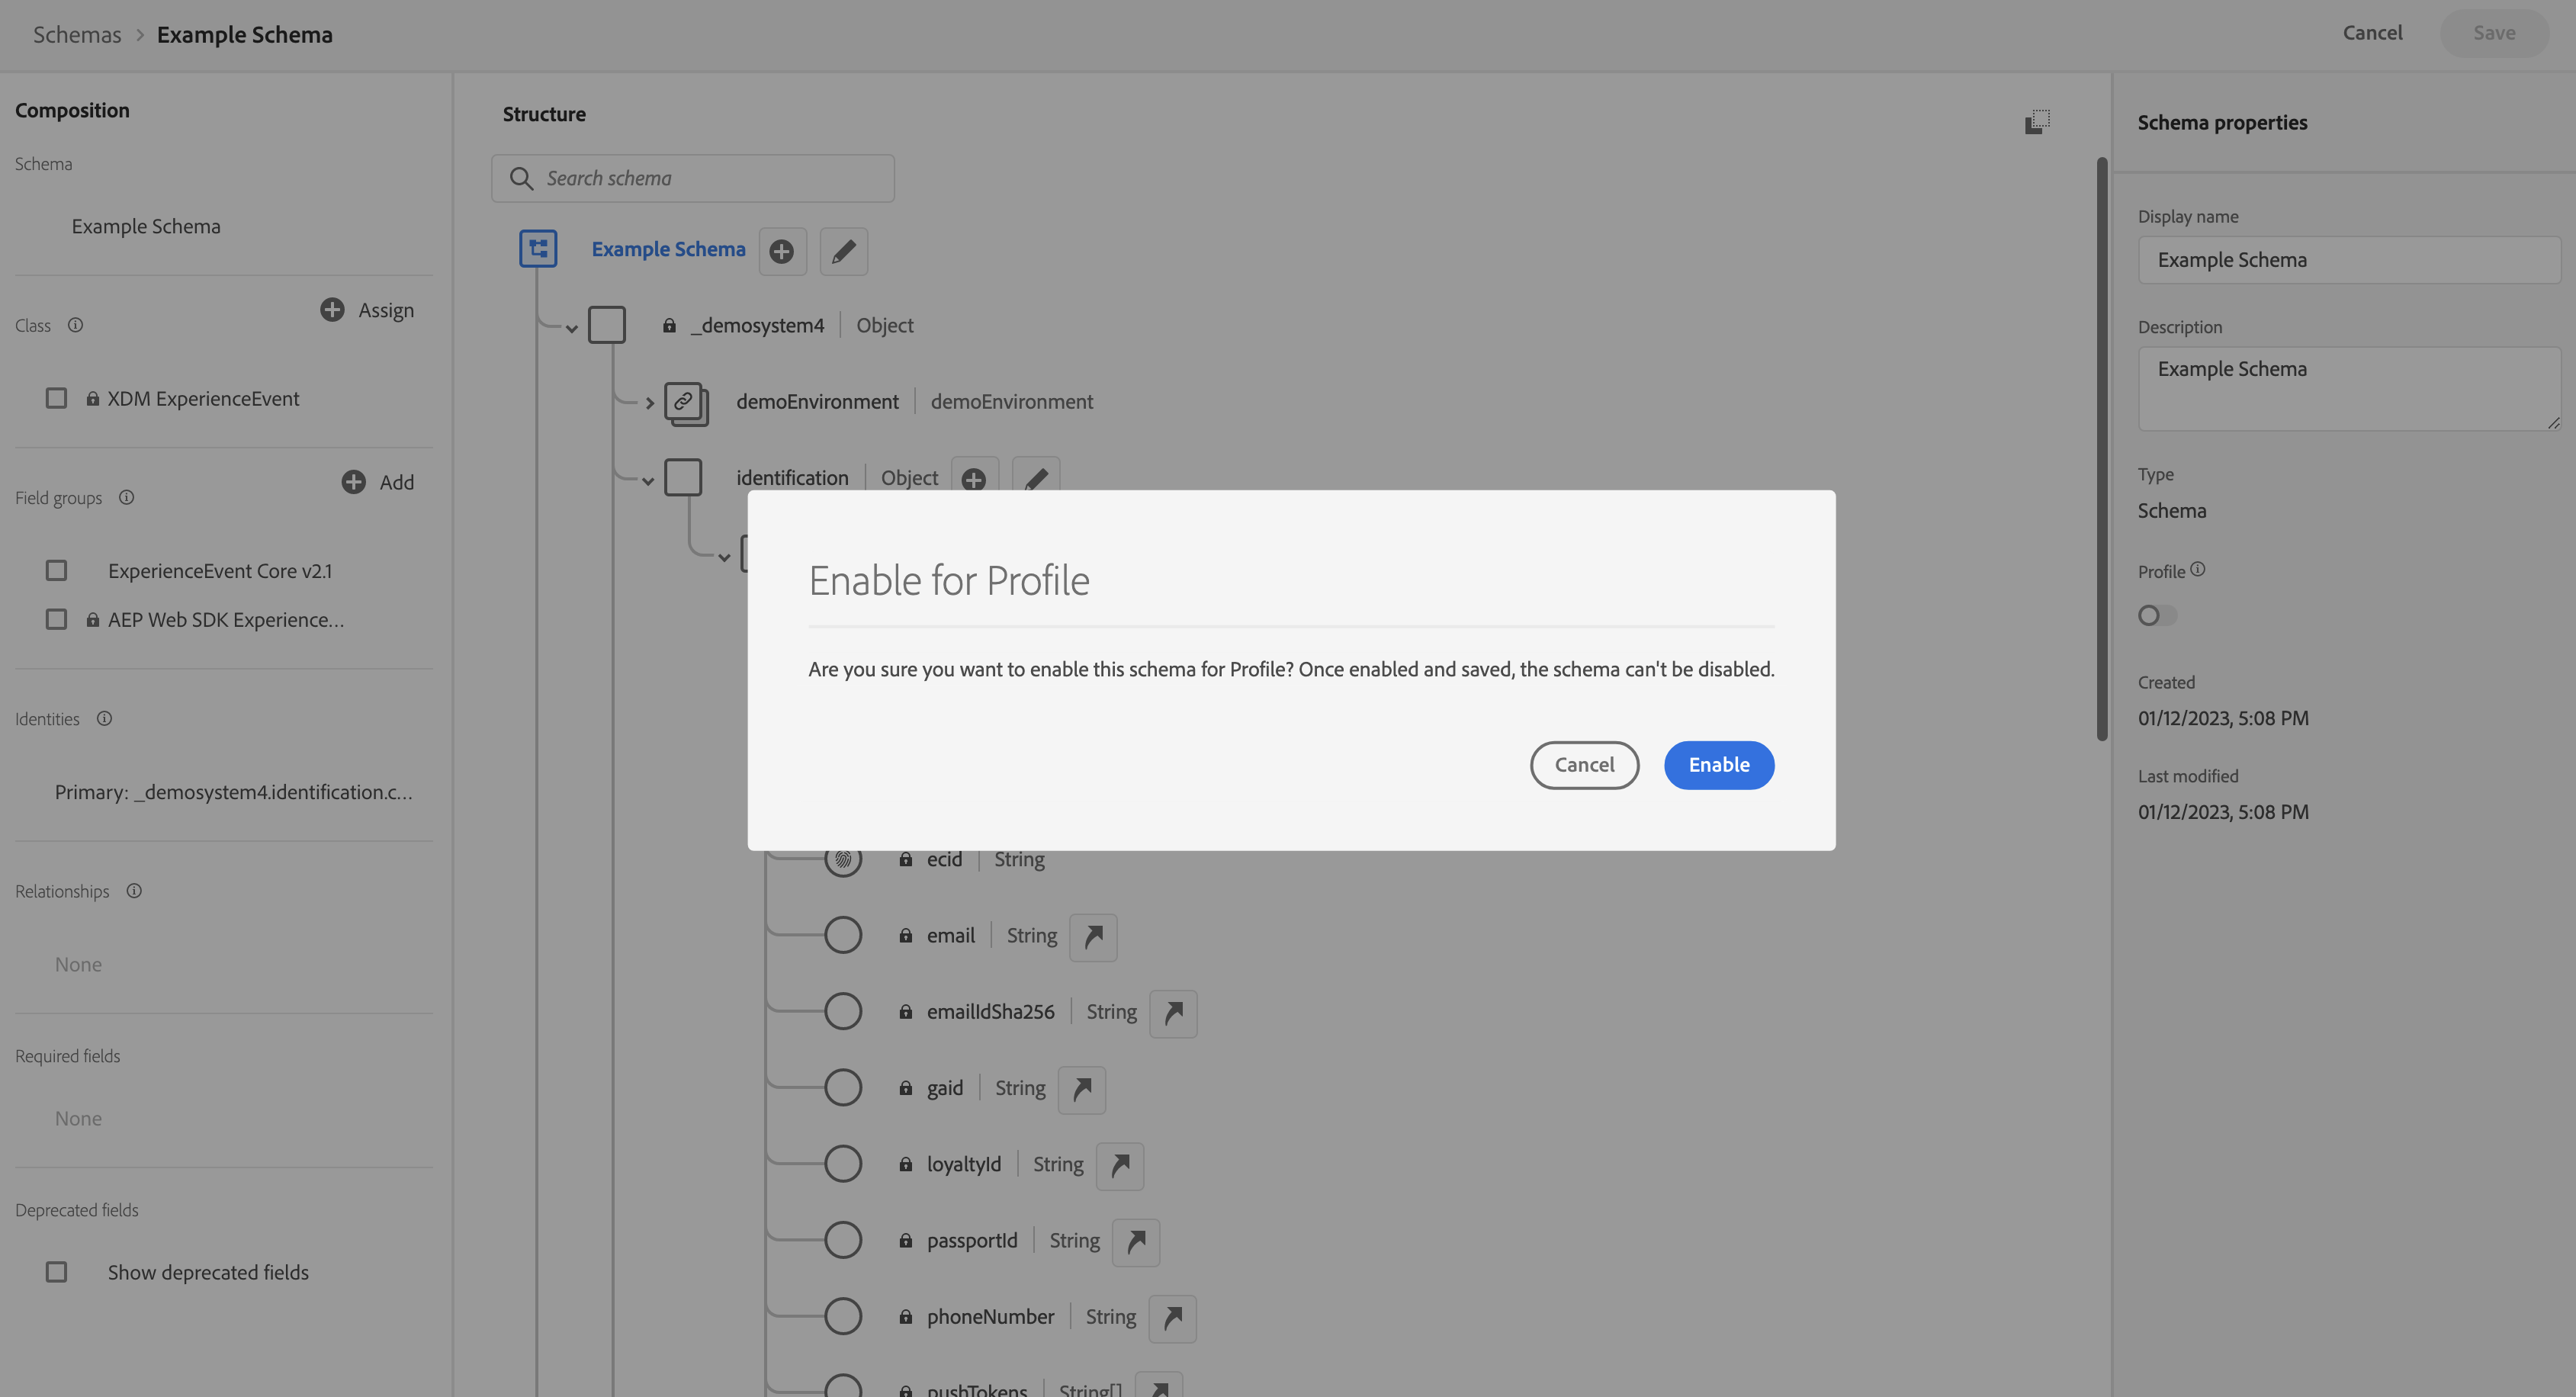 Schemas > Example Schema
Cancel
Save
Composition
Schema
Example Schema
Class
Assign
XDM ExperienceEvent
Field groups
Add
ExperienceEvent Core v2.1
AEP Web SDK Experience...
Identities
Primary: _demosystem4.identification.c...
Relationships
None
Required fields
None
Deprecated fields
Show deprecated fields
Structure
Search schema
Example Schema
_demosystem4 | Object
demoEnvironment | demoEnvironment
identification | Object
Enable for Profile
Are you sure you want to enable this schema for Profile? Once enabled and saved, the schema can't be disabled.
Cancel
Enable
ecid | String
email | String
emailIdSha256 | String
gaid | String
loyaltyId | String
passportId | String
phoneNumber | String
pushTokens | String[]
Schema properties
Display name
Example Schema
Description
Example Schema
Type
Schema
Profile
Created
01/12/2023, 5:08 PM
Last modified
01/12/2023, 5:08 PM